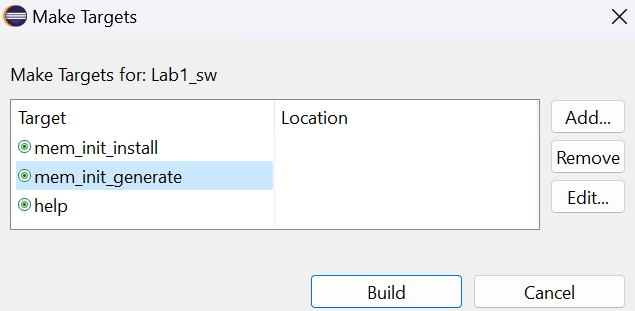 Make Targets
Make Targets for: Lab1_sw
Target Location
Add...
mem_init_install
Remove
mem_init_generate
Edit...
help
Build Cancel